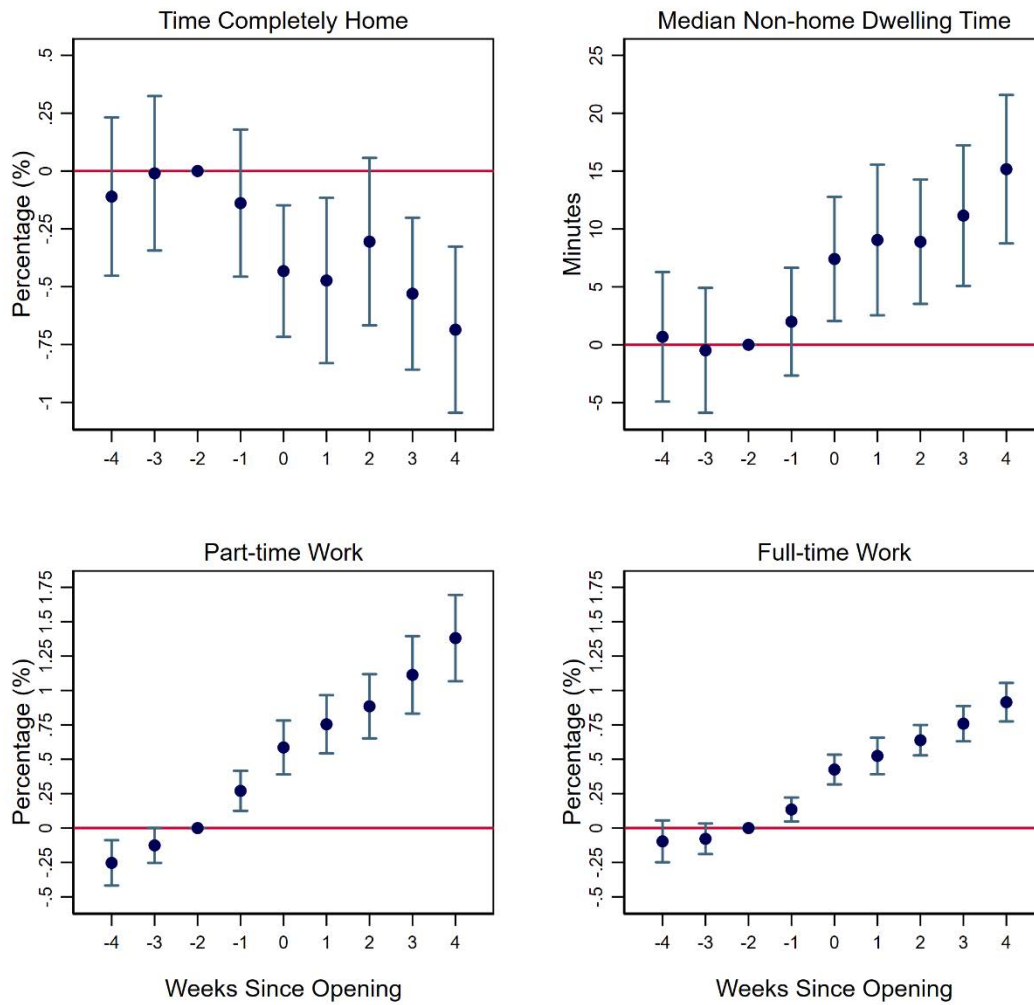 Time Completely Home
Percentage (%)
.5
.25
0
-.25
-.5
-.75
-1
-4 -3 -2 -1 0 1 2 3 4
Median Non-home Dwelling Time
Minutes
25
20
15
10
5
0
-5
-4 -3 -2 -1 0 1 2 3 4
Part-time Work
Percentage (%)
1.75
1.5
1.25
1
.75
.5
.25
0
-.25
-.5
-4 -3 -2 -1 0 1 2 3 4
Weeks Since Opening
Full-time Work
Percentage (%)
1.75
1.5
1.25
1
.75
.5
.25
0
-.25
-.5
-4 -3 -2 -1 0 1 2 3 4
Weeks Since Opening